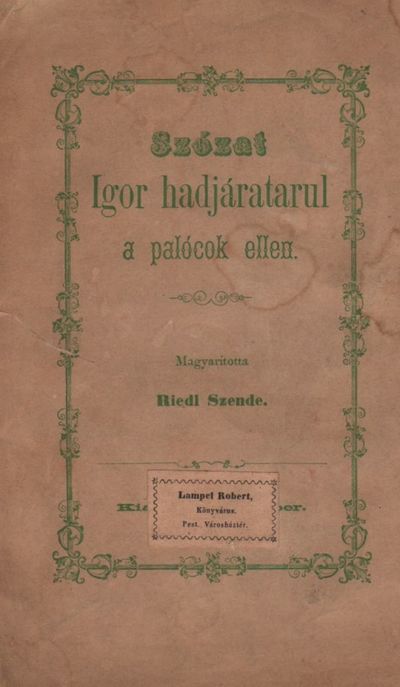 Szózat
Igor hadjáratarul
a palócok ellen.
Magyarította
Riedl Szende.
Lampel Robert,
Könyvárus.
Pest. Városháztér.